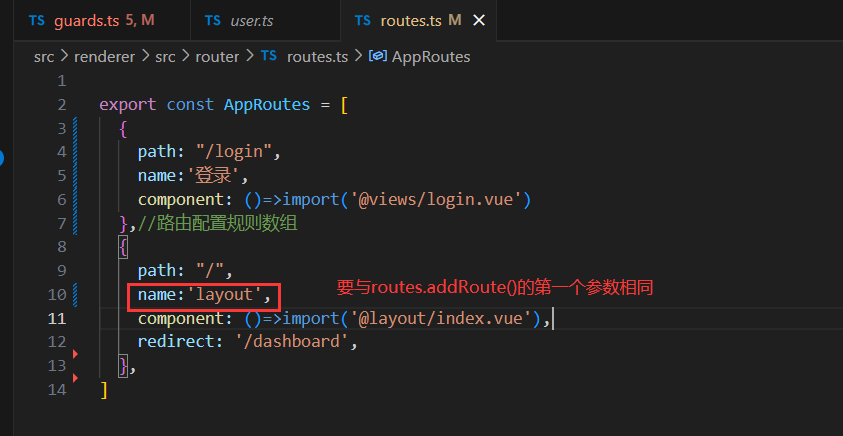 TS guards.ts 5, M TS user.ts TS routes.ts M ×
src > renderer > src > router > TS routes.ts > AppRoutes
1
2 export const AppRoutes = [
3 {
4 path: "/login",
5 name:'登录',
6 component: ()=>import('@views/login.vue')
7 },//路由配置规则数组
8 {
9 path: "/",
10 name:'layout', 要与routes.addRoute()的第一个参数相同
11 component: ()=>import('@layout/index.vue'),
12 redirect: '/dashboard',
13 },
14 ]